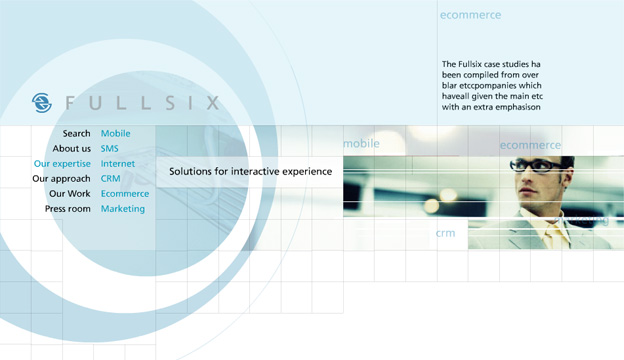 ecommerce
The Fullsix case studies ha
been compiled from over
blar etccpompanies which
haveall given the main etc
with an extra emphasison
FULLSIX
Search Mobile
About us SMS
Our expertise Internet
Our approach CRM
Our Work Ecommerce
Press room Marketing
Solutions for interactive experience
mobile
ecommerce
crm